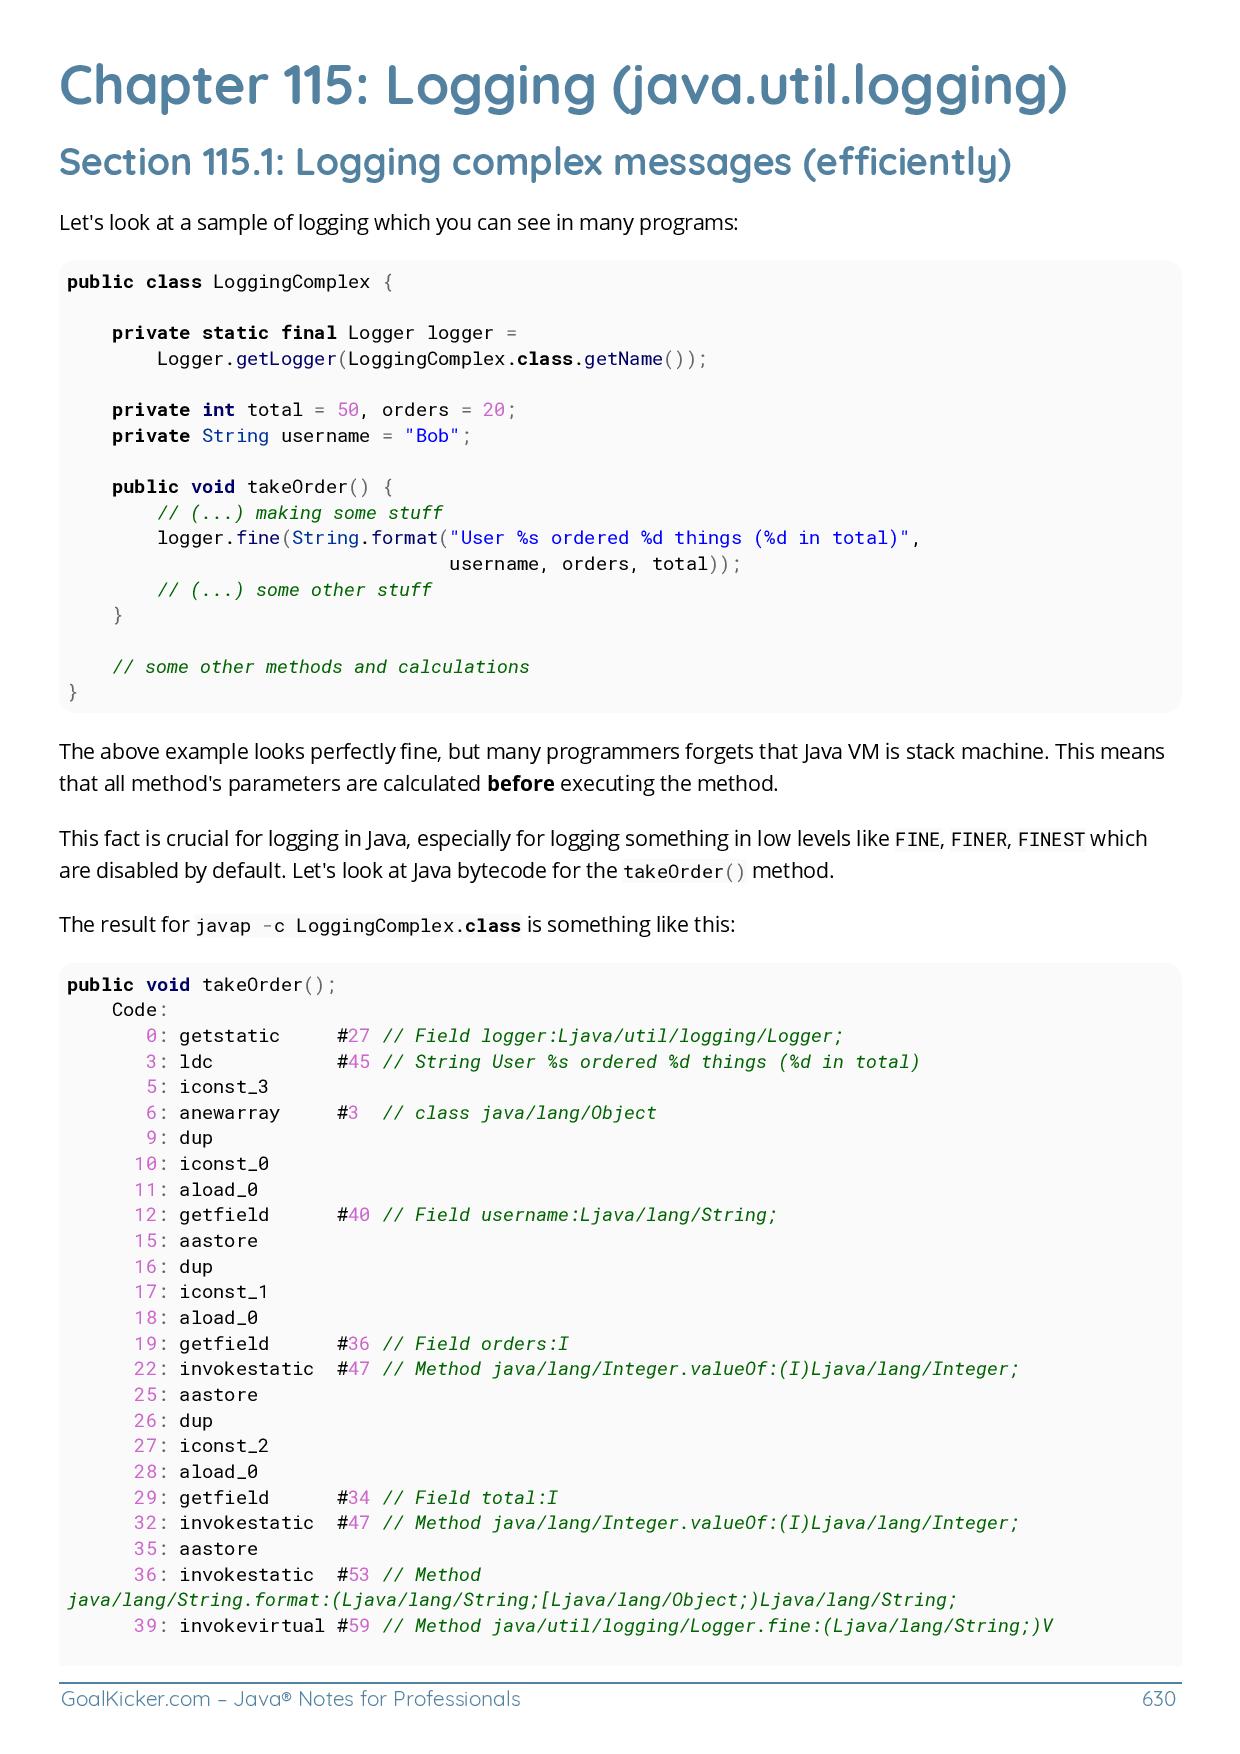 Chapter 115: Logging (java.util.logging)
Section 115.1: Logging complex messages (efficiently)
Let's look at a sample of logging which you can see in many programs:
public class LoggingComplex {
    private static final Logger logger =
        Logger.getLogger(LoggingComplex.class.getName());
    private int total = 50, orders = 20;
    private String username = "Bob";
    public void takeOrder() {
        // (...) making some stuff
        logger.fine(String.format("User %s ordered %d things (%d in total)",
                                  username, orders, total));
        // (...) some other stuff
    }
    // some other methods and calculations
}
The above example looks perfectly fine, but many programmers forgets that Java VM is stack machine. This means
that all method's parameters are calculated before executing the method.
This fact is crucial for logging in Java, especially for logging something in low levels like FINE, FINER, FINEST which
are disabled by default. Let's look at Java bytecode for the takeOrder() method.
The result for javap -c LoggingComplex.class is something like this:
public void takeOrder();
    Code:
       0: getstatic     #27 // Field logger:Ljava/util/logging/Logger;
       3: ldc           #45 // String User %s ordered %d things (%d in total)
       5: iconst_3
       6: anewarray     #3  // class java/lang/Object
       9: dup
      10: iconst_0
      11: aload_0
      12: getfield      #40 // Field username:Ljava/lang/String;
      15: aastore
      16: dup
      17: iconst_1
      18: aload_0
      19: getfield      #36 // Field orders:I
      22: invokestatic  #47 // Method java/lang/Integer.valueOf:(I)Ljava/lang/Integer;
      25: aastore
      26: dup
      27: iconst_2
      28: aload_0
      29: getfield      #34 // Field total:I
      32: invokestatic  #47 // Method java/lang/Integer.valueOf:(I)Ljava/lang/Integer;
      35: aastore
      36: invokestatic  #53 // Method
java/lang/String.format:(Ljava/lang/String;[Ljava/lang/Object;)Ljava/lang/String;
      39: invokevirtual #59 // Method java/util/logging/Logger.fine:(Ljava/lang/String;)V
GoalKicker.com – Java® Notes for Professionals 630